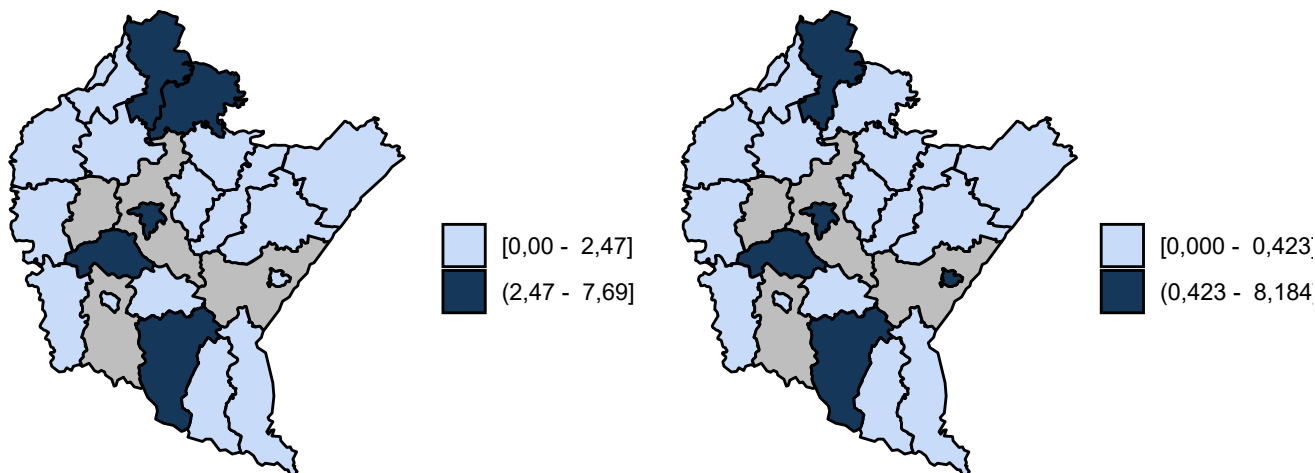 [0,00 -  2,47]
(2,47 -  7,69]
[0,000 -  0,423]
(0,423 -  8,184]